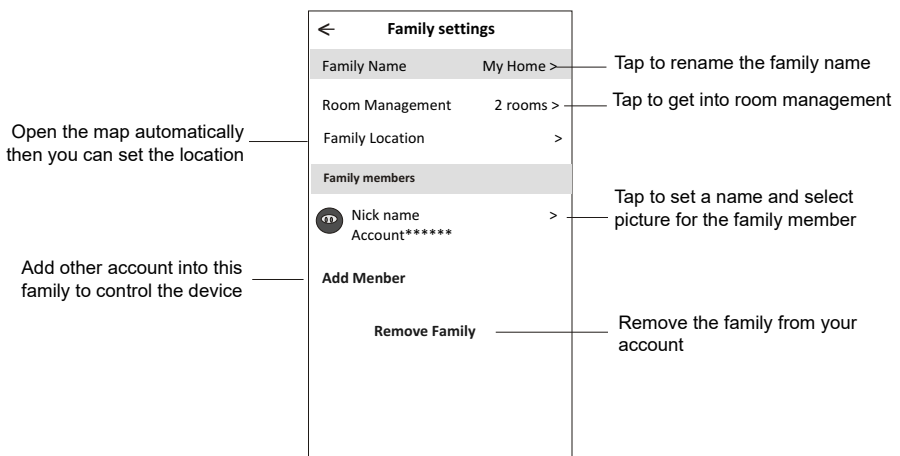 ← Family settings
Family Name My Home >
Tap to rename the family name
Room Management 2 rooms >
Tap to get into room management
Open the map automatically
then you can set the location
Family Location >
Family members
Nick name >
Account******
Tap to set a name and select
picture for the family member
Add other account into this
family to control the device
Add Menber
Remove Family
Remove the family from your
account